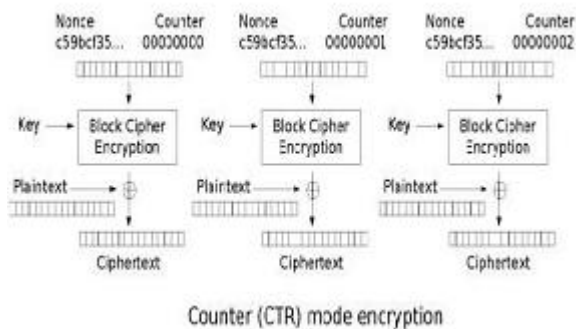 Nonce Counter Nonce Counter Nonce Counter
c59bcf35... 00000000 c59bcf35... 00000001 c59bcf35... 00000002
Key Block Cipher Key Block Cipher Key Block Cipher
Encryption Encryption Encryption
Plaintext Plaintext Plaintext
Ciphertext Ciphertext Ciphertext
Counter (CTR) mode encryption